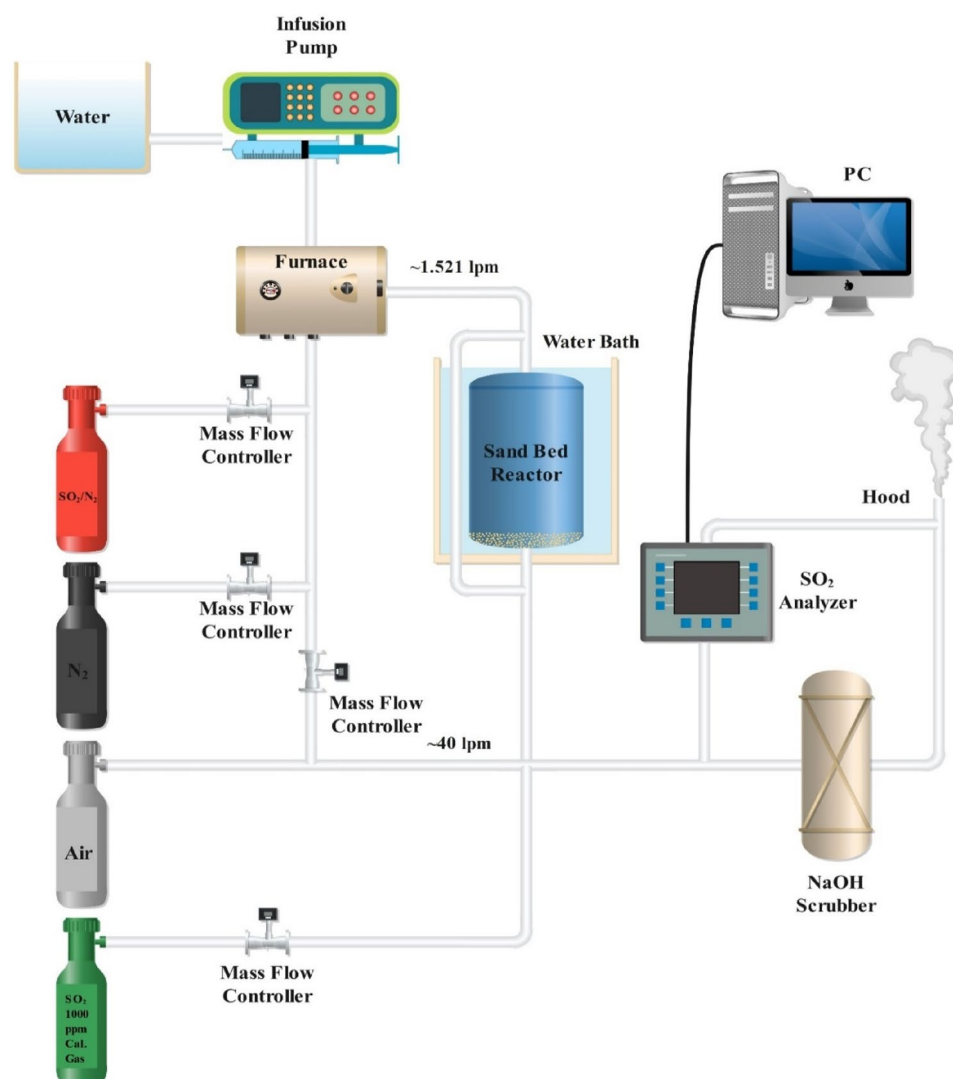 Infusion
Pump
Water
PC
Furnace
~1.521 lpm
Water Bath
Mass Flow
Controller
Sand Bed
Reactor
SO₂/N₂
Hood
SO₂
Analyzer
Mass Flow
Controller
N₂
Mass Flow
Controller
~40 lpm
Air
NaOH
Scrubber
Mass Flow
Controller
SO₂
1000
ppm
Cal.
Gas